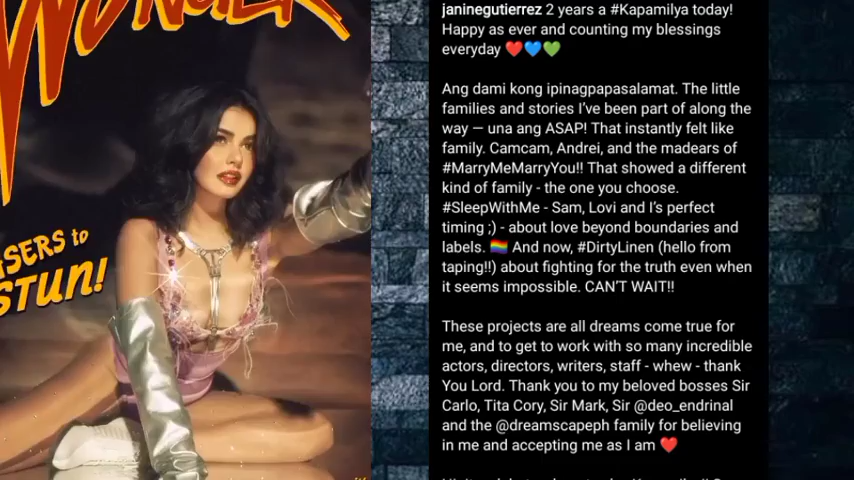 WONDER
SERS to
STUN!
janinegutierrez 2 years a #Kapamilya today!
Happy as ever and counting my blessings
everyday ❤️💙💚
Ang dami kong ipinagpapasalamat. The little
families and stories I've been part of along the
way — una ang ASAP! That instantly felt like
family. Camcam, Andrei, and the madears of
#MarryMeMarryYou!! That showed a different
kind of family - the one you choose.
#SleepWithMe - Sam, Lovi and I's perfect
timing ;) - about love beyond boundaries and
labels. 🏳️‍🌈 And now, #DirtyLinen (hello from
taping!!) about fighting for the truth even when
it seems impossible. CAN'T WAIT!!
These projects are all dreams come true for
me, and to get to work with so many incredible
actors, directors, writers, staff - whew - thank
You Lord. Thank you to my beloved bosses Sir
Carlo, Tita Cory, Sir Mark, Sir @deo_endrinal
and the @dreamscapeph family for believing
in me and accepting me as I am ❤️